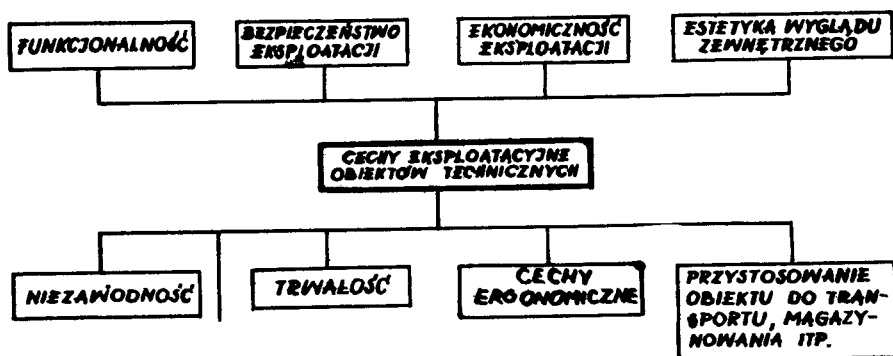 FUNKCJONALNOŚĆ
BEZPIECZEŃSTWO
EKSPLOATACJI
EKONOMICZNOŚĆ
EKSPLOATACJI
ESTETYKA WYGLĄDU
ZEWNĘTRZNEGO
CECHY EKSPLOATACYJNE
OBIEKTÓW TECHNICZNYCH
NIEZAWODNOŚĆ
TRWAŁOŚĆ
CECHY
ERGONOMICZNE
PRZYSTOSOWANIE
OBIEKTU DO TRAN-
SPORTU, MAGAZY-
NOWANIA ITP.